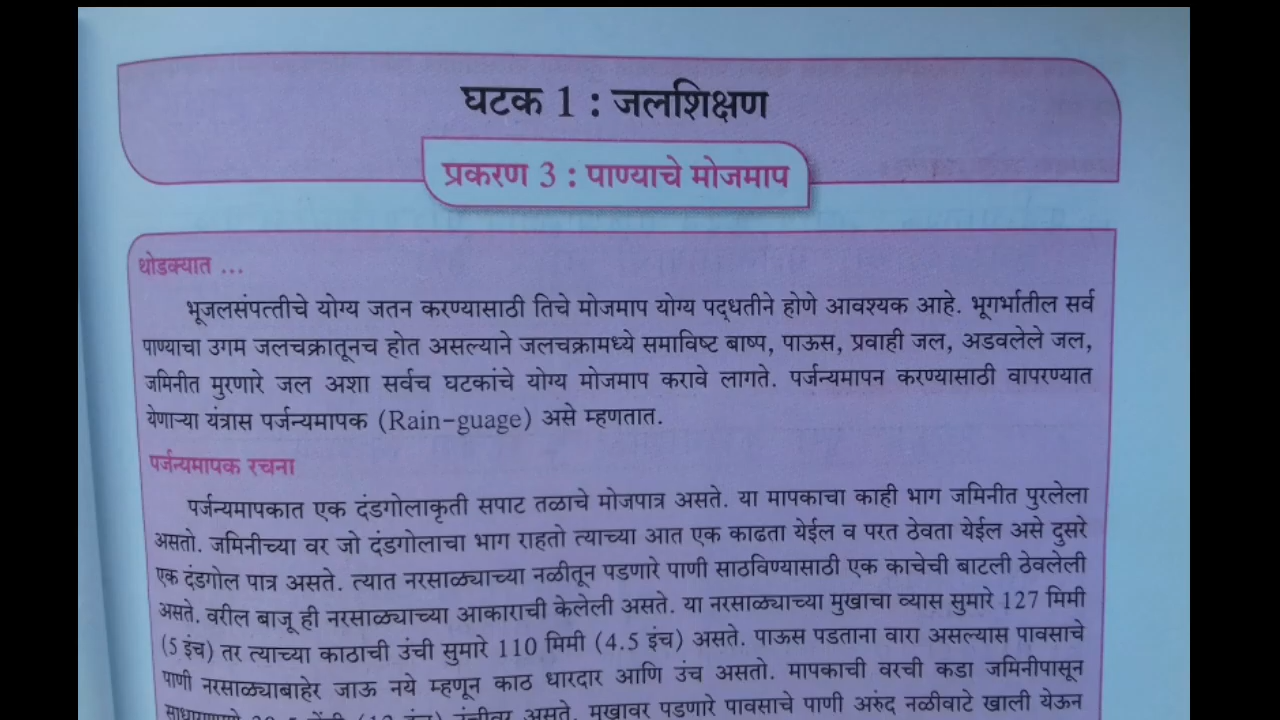 घटक 1 : जलशिक्षण
प्रकरण 3 : पाण्याचे मोजमाप
थोडक्यात ...
भूजलसंपत्तीचे योग्य जतन करण्यासाठी तिचे मोजमाप योग्य पद्धतीने होणे आवश्यक आहे. भूगर्भातील सर्व
पाण्याचा उगम जलचक्रातूनच होत असल्याने जलचक्रामध्ये समाविष्ट बाष्प, पाऊस, प्रवाही जल, अडवलेले जल,
जमिनीत मुरणारे जल अशा सर्वच घटकांचे योग्य मोजमाप करावे लागते. पर्जन्यमापन करण्यासाठी वापरण्यात
येणाऱ्या यंत्रास पर्जन्यमापक (Rain-guage) असे म्हणतात.
पर्जन्यमापक रचना
पर्जन्यमापकात एक दंडगोलाकृती सपाट तळाचे मोजपात्र असते. या मापकाचा काही भाग जमिनीत पुरलेला
असतो. जमिनीच्या वर जो दंडगोलाचा भाग राहतो त्याच्या आत एक काढता येईल व परत ठेवता येईल असे दुसरे
एक दंडगोल पात्र असते. त्यात नरसाळ्याच्या नळीतून पडणारे पाणी साठविण्यासाठी एक काचेची बाटली ठेवलेली
असते. वरील बाजू ही नरसाळ्याच्या आकाराची केलेली असते. या नरसाळ्याच्या मुखाचा व्यास सुमारे 127 मिमी
(5 इंच) तर त्याच्या काठाची उंची सुमारे 110 मिमी (4.5 इंच) असते. पाऊस पडताना वारा असल्यास पावसाचे
पाणी नरसाळ्याबाहेर जाऊ नये म्हणून काठ धारदार आणि उंच असतो. मापकाची वरची कडा जमिनीपासून
असते. मुखावर पडणारे पावसाचे पाणी अरुंद नळीवाटे खाली येऊन